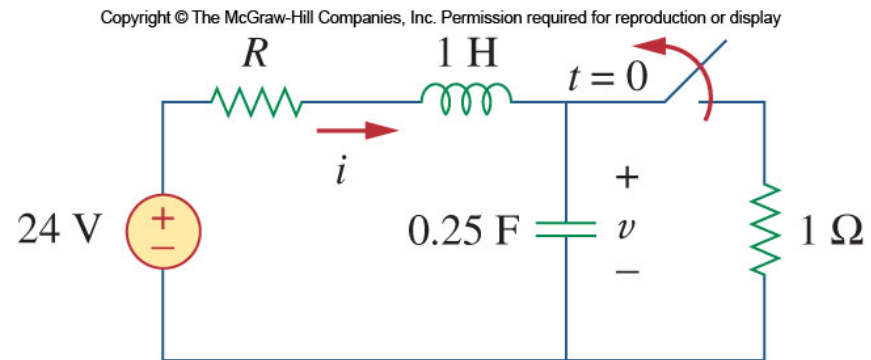 Copyright © The McGraw-Hill Companies, Inc. Permission required for reproduction or display
R
1 H
t = 0
i
24 V
+
−
0.25 F
+
v
−
1 Ω